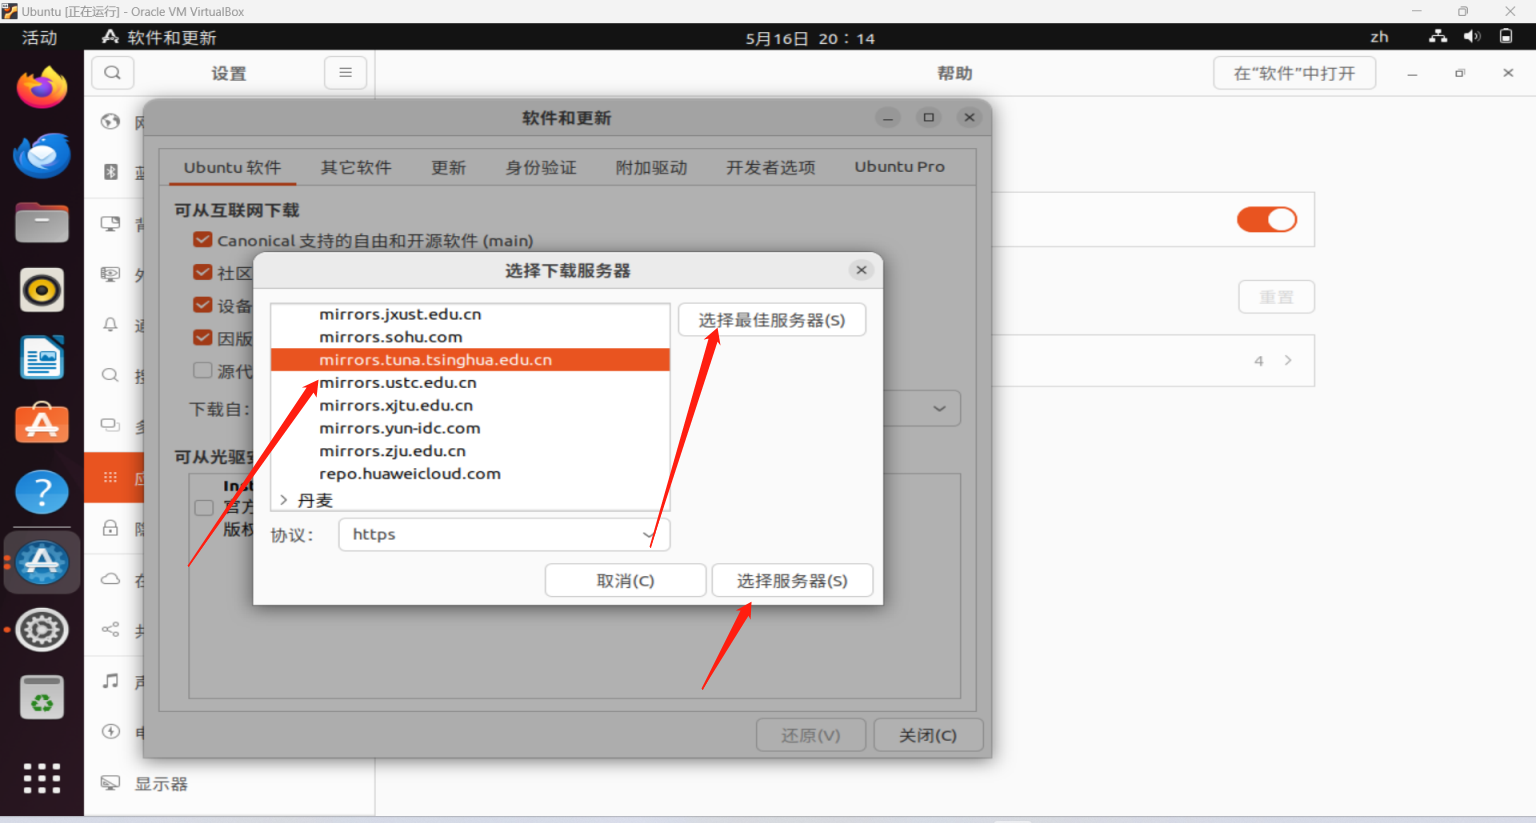 Ubuntu [正在运行] - Oracle VM VirtualBox
活动
软件和更新
5月16日 20：14
zh
设置
帮助
在“软件”中打开
软件和更新
Ubuntu 软件
其它软件
更新
身份验证
附加驱动
开发者选项
Ubuntu Pro
可从互联网下载
Canonical 支持的自由和开源软件 (main)
社区
设备
因版
源代
下载自：
可从光驱安
官方
版权
选择下载服务器
mirrors.jxust.edu.cn
mirrors.sohu.com
mirrors.tuna.tsinghua.edu.cn
mirrors.ustc.edu.cn
mirrors.xjtu.edu.cn
mirrors.yun-idc.com
mirrors.zju.edu.cn
repo.huaweicloud.com
丹麦
选择最佳服务器(S)
协议：
https
取消(C)
选择服务器(S)
还原(V)
关闭(C)
重置
4
显示器